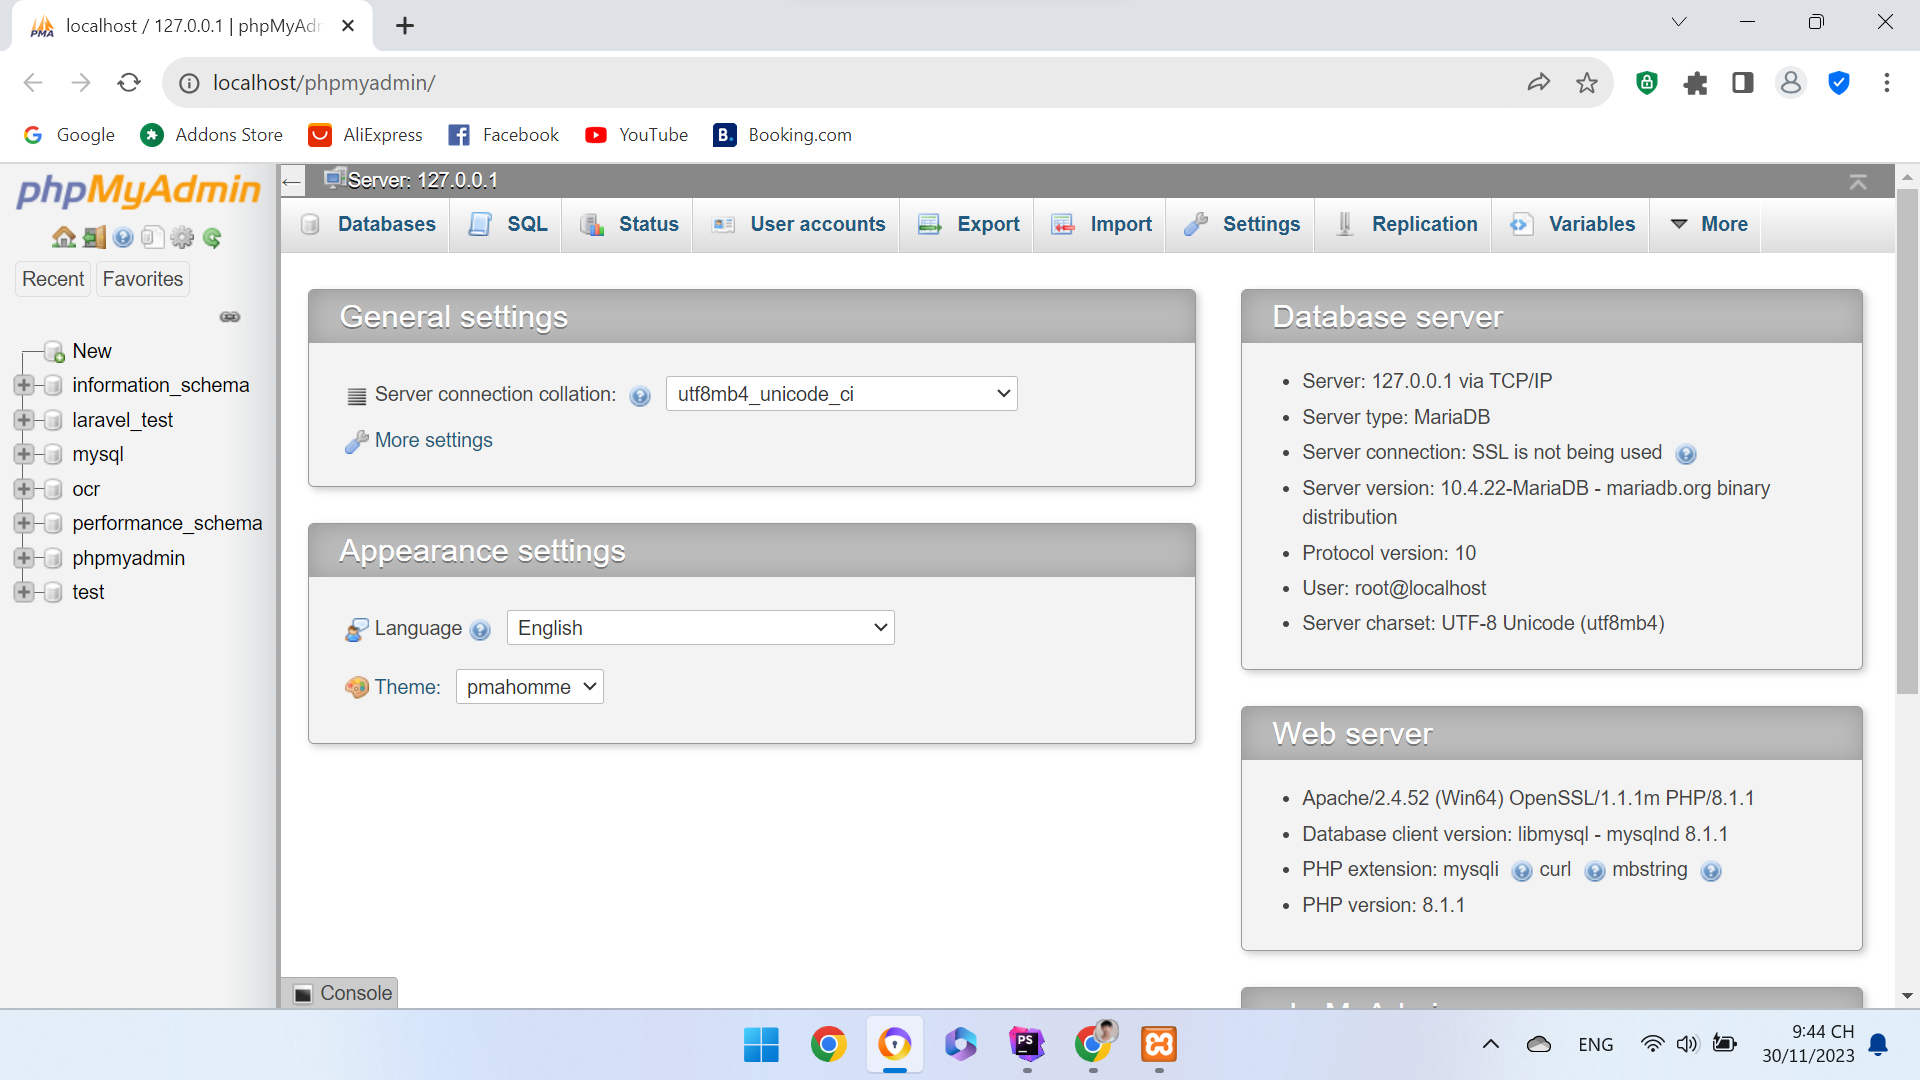 localhost / 127.0.0.1 | phpMyAdr
localhost/phpmyadmin/
Google
Addons Store
AliExpress
Facebook
YouTube
B. Booking.com
phpMyAdmin
Recent
Favorites
New
information_schema
laravel_test
mysql
ocr
performance_schema
phpmyadmin
test
Server: 127.0.0.1
Databases
SQL
Status
User accounts
Export
Import
Settings
Replication
Variables
More
General settings
Server connection collation:
utf8mb4_unicode_ci
More settings
Appearance settings
Language
English
Theme:
pmahomme
Database server
Server: 127.0.0.1 via TCP/IP
Server type: MariaDB
Server connection: SSL is not being used
Server version: 10.4.22-MariaDB - mariadb.org binary
distribution
Protocol version: 10
User: root@localhost
Server charset: UTF-8 Unicode (utf8mb4)
Web server
Apache/2.4.52 (Win64) OpenSSL/1.1.1m PHP/8.1.1
Database client version: libmysql - mysqlnd 8.1.1
PHP extension: mysqli curl mbstring
PHP version: 8.1.1
Console
PS
ENG
9:44 CH
30/11/2023